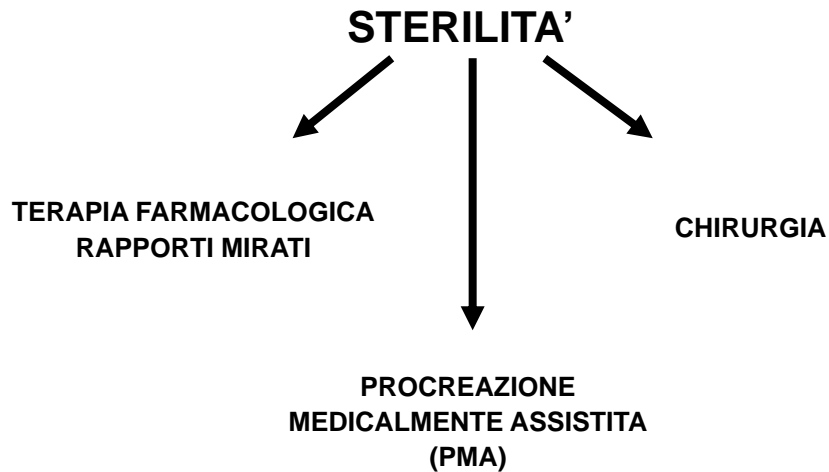 STERILITA’
TERAPIA FARMACOLOGICA
RAPPORTI MIRATI
CHIRURGIA
PROCREAZIONE
MEDICALMENTE ASSISTITA
(PMA)